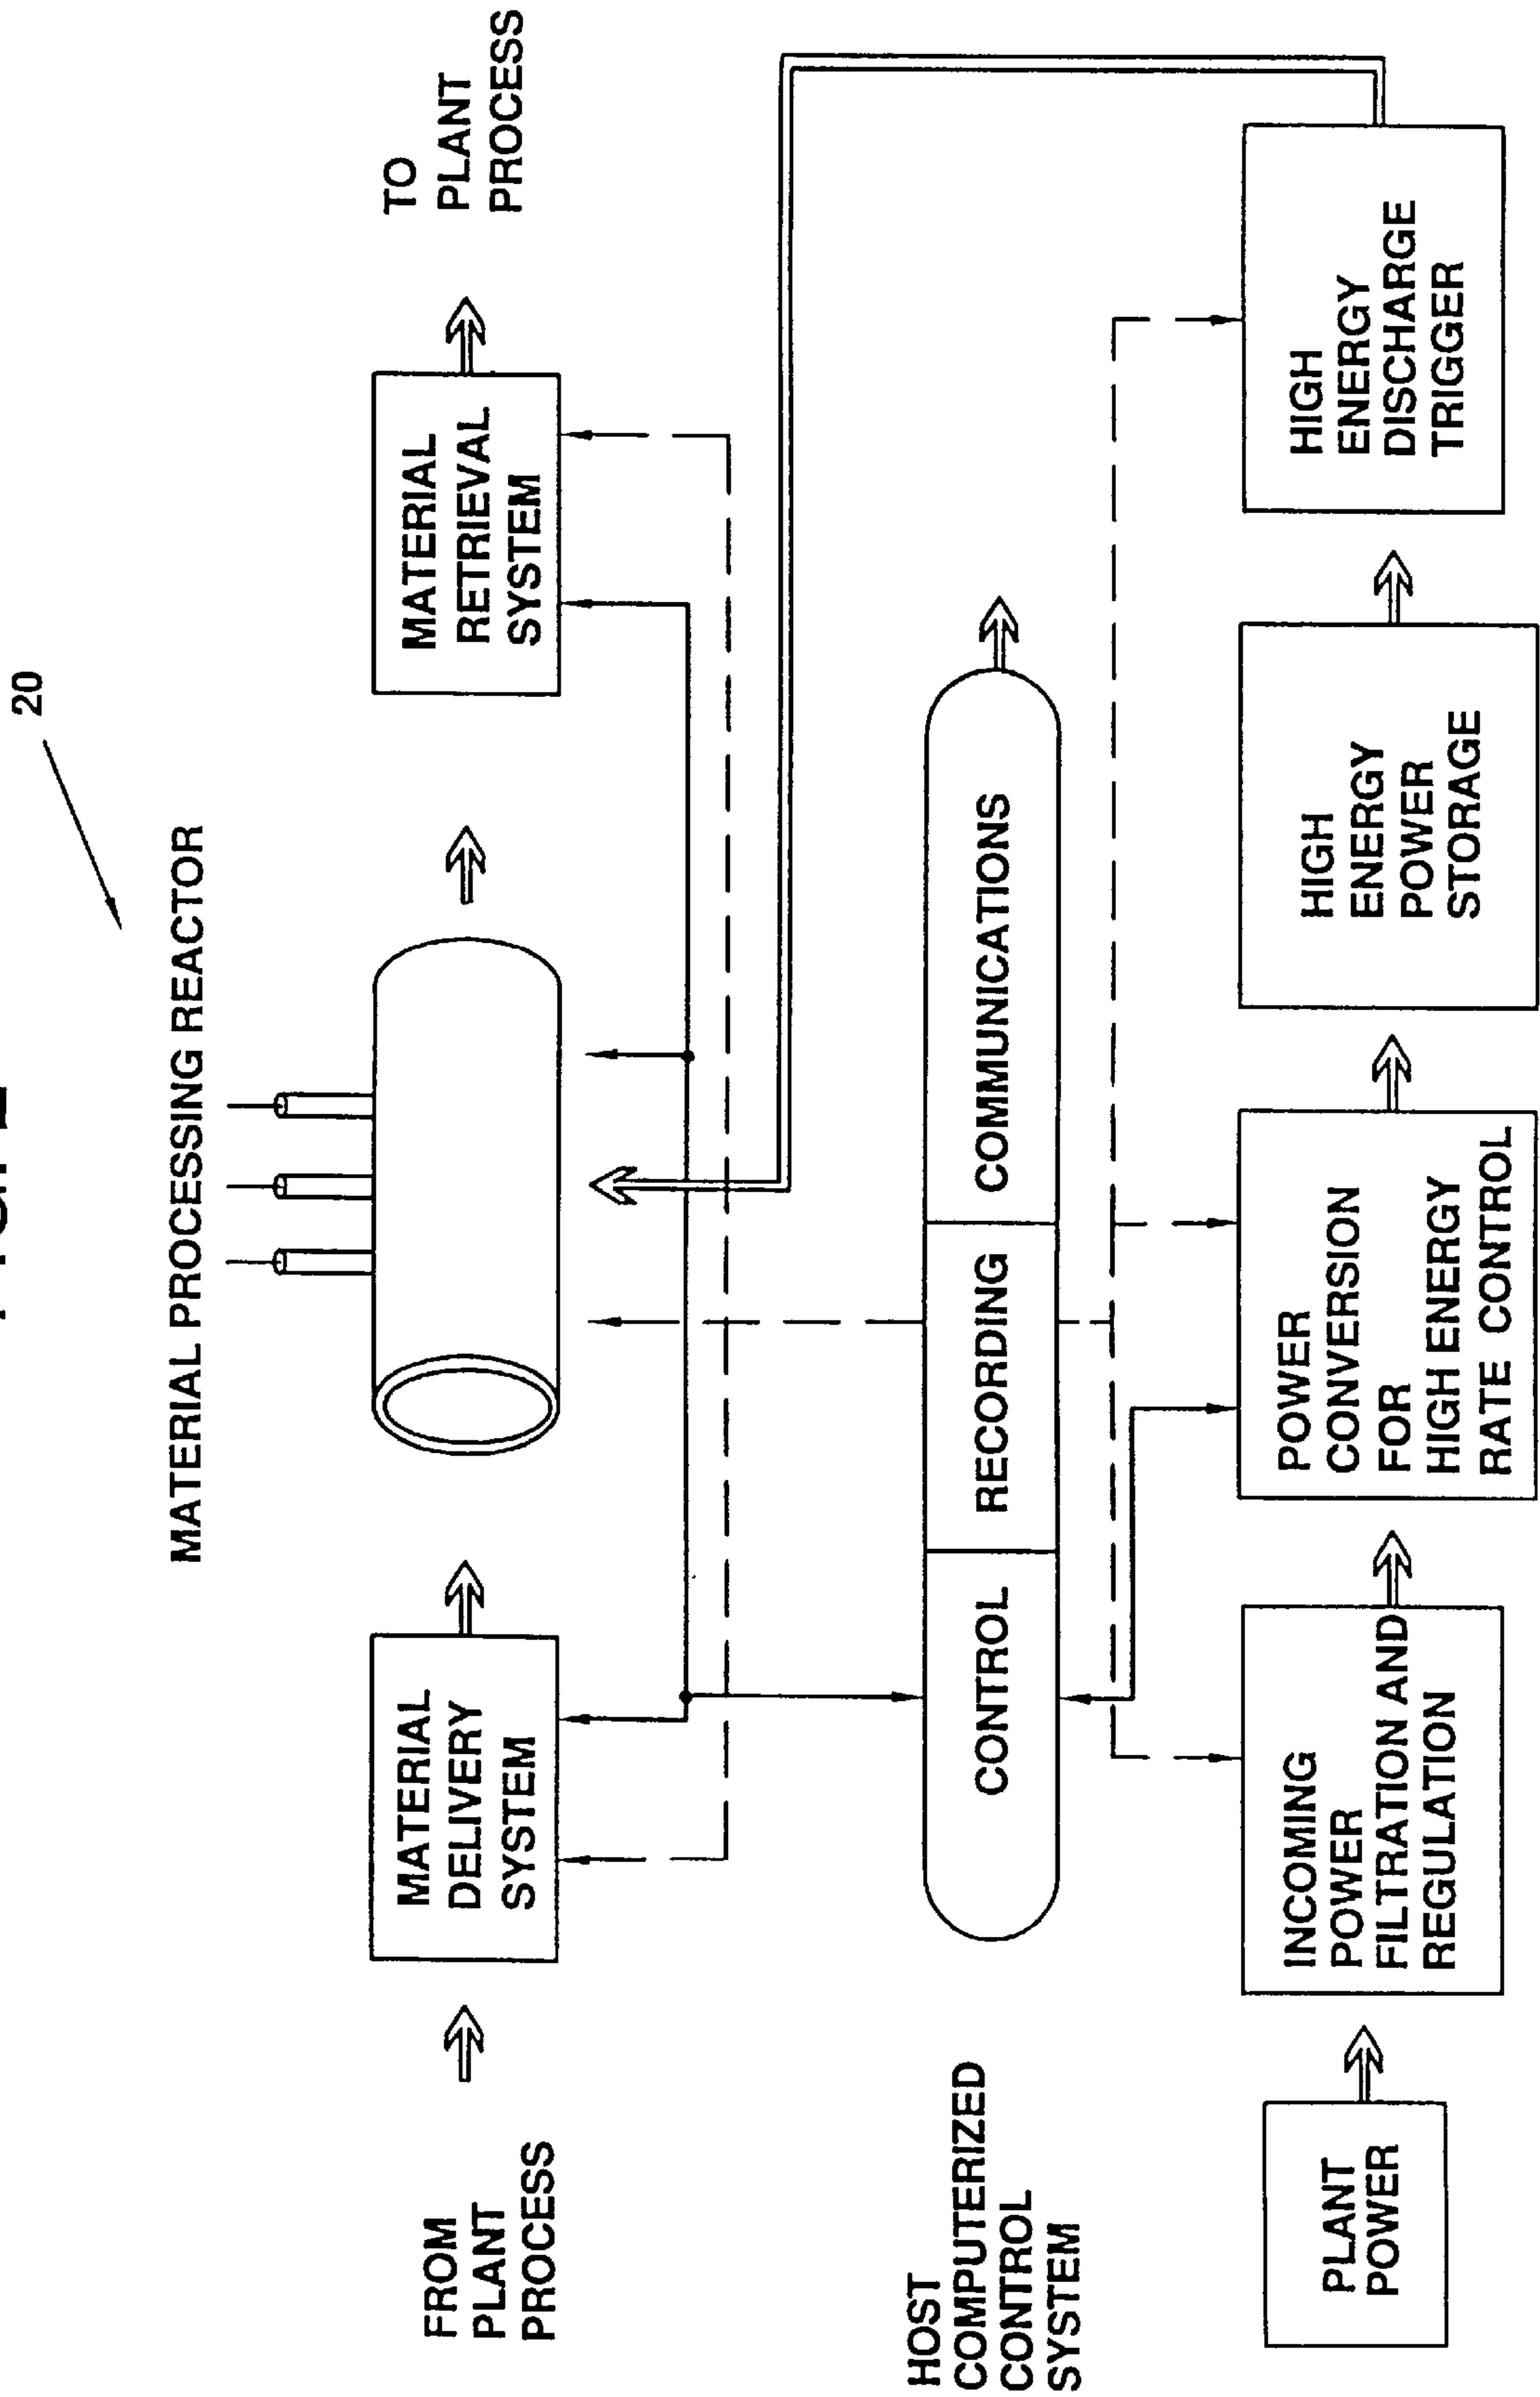 20
MATERIAL PROCESSING REACTOR
FROM
PLANT
PROCESS
MATERIAL
DELIVERY
SYSTEM
MATERIAL
RETRIEVAL
SYSTEM
TO
PLANT
PROCESS
HOST
COMPUTERIZED
CONTROL
SYSTEM
CONTROL
RECORDING
COMMUNICATIONS
PLANT
POWER
INCOMING
POWER
FILTRATION AND
REGULATION
POWER
CONVERSION
FOR
HIGH ENERGY
RATE CONTROL
HIGH
ENERGY
POWER
STORAGE
HIGH
ENERGY
DISCHARGE
TRIGGER